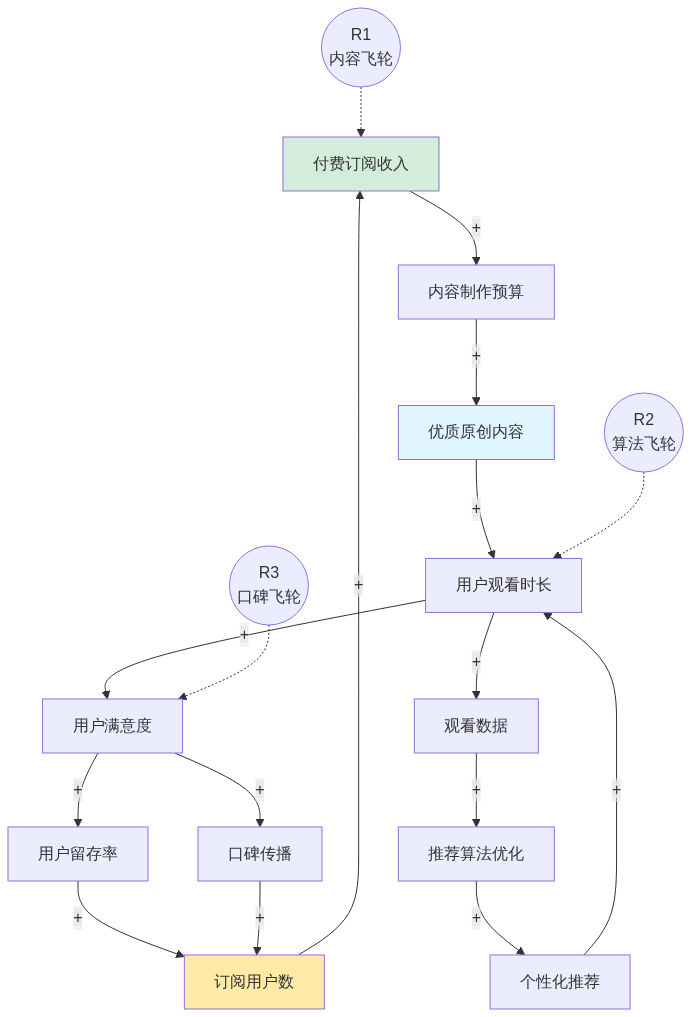 R1
内容飞轮
付费订阅收入
+
内容制作预算
+
优质原创内容
R2
算法飞轮
+
R3
口碑飞轮
+
用户观看时长
+
+
用户满意度
观看数据
+
+
+
+
用户留存率
口碑传播
推荐算法优化
+
+
+
订阅用户数
个性化推荐